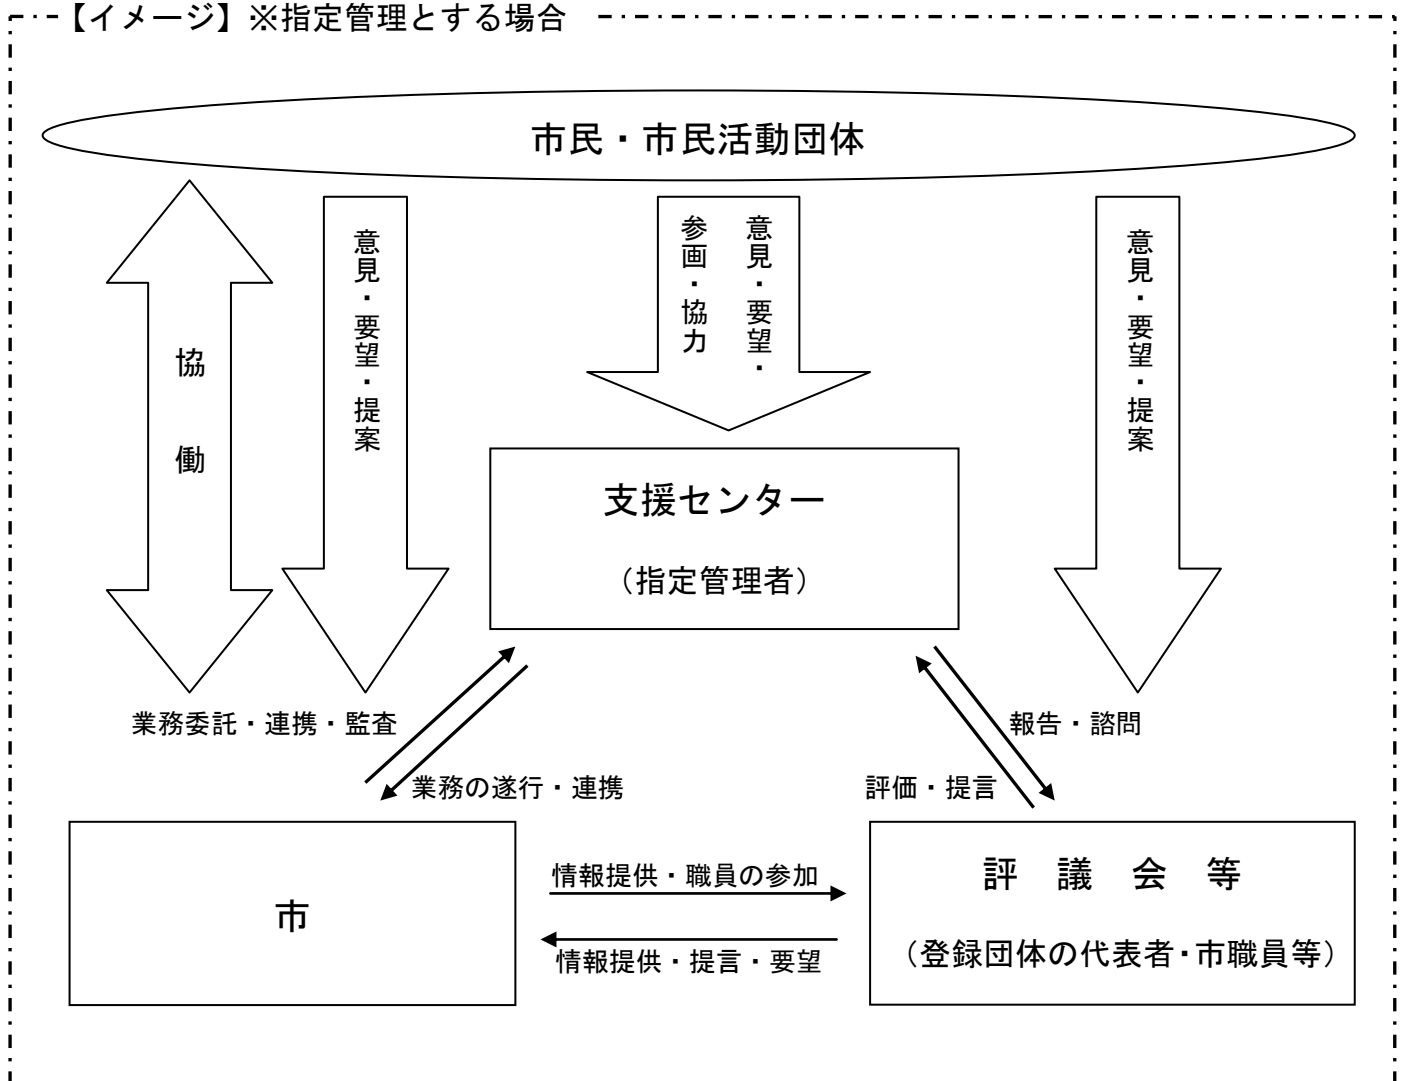 【イメージ】※指定管理とする場合
市民・市民活動団体
協働
意見・要望・提案
意見・要望・
参画・協力
意見・要望・提案
支援センター
（指定管理者）
業務委託・連携・監査
業務の遂行・連携
報告・諮問
評価・提言
市
情報提供・職員の参加
情報提供・提言・要望
評　議　会　等
（登録団体の代表者・市職員等）